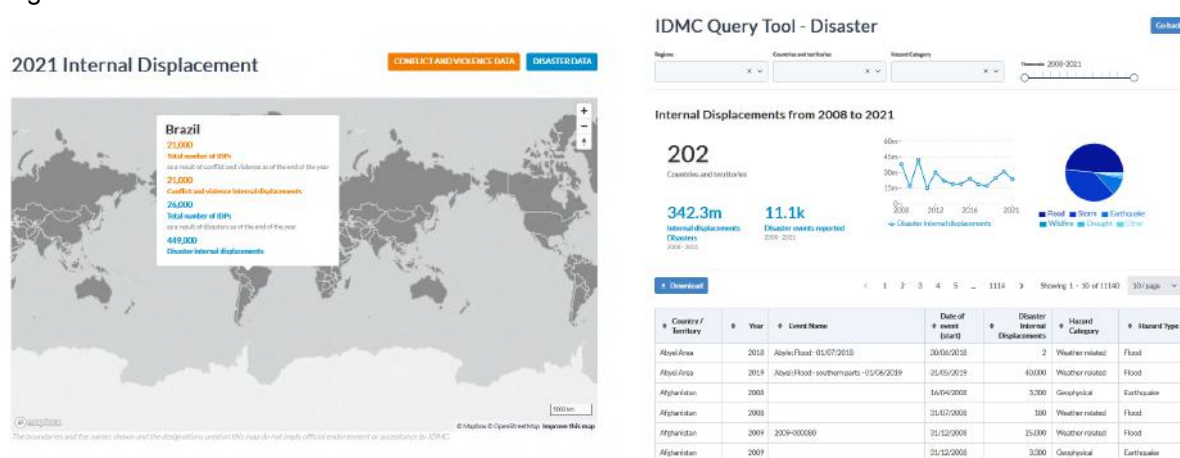 2021 Internal Displacement
CONFLICT AND VIOLENCE DATA
DISASTER DATA
Brazil
21,000
Total number of IDPs
as a result of conflict and violence as of the end of the year
21,000
Conflict and violence internal displacements
26,000
Total number of IDPs
as a result of disasters as of the end of the year
449,000
Disaster internal displacements
5000 km
mapbox
© Mapbox © OpenStreetMap Improve this map
The boundaries and the names shown and the designations used on this map do not imply official endorsement or acceptance by IDMC.
IDMC Query Tool - Disaster
Go back
Regions
Countries and territories
Hazard Category
Timescale 2008-2021
Internal Displacements from 2008 to 2021
202
Countries and territories
342.3m
Internal displacements
Disasters
2008 - 2021
11.1k
Disaster events reported
2008 - 2021
60m
45m
30m
15m
0
2008 2012 2016 2021
Disaster Internal displacements
Flood Storm Earthquake
Wildfire Drought Other
Download
< 1 2 3 4 5 ... 1114 > Showing 1 - 10 of 11140 10 / page
Country / Territory Year Event Name Date of event (start) Disaster Internal Displacements Hazard Category Hazard Type
Abyei Area 2018 Abyie: Flood - 01/07/2018 30/06/2018 2 Weather related Flood
Abyei Area 2019 Abyei: Flood - southern parts - 01/06/2019 31/05/2019 40,000 Weather related Flood
Afghanistan 2008 16/04/2008 3,300 Geophysical Earthquake
Afghanistan 2008 31/07/2008 180 Weather related Flood
Afghanistan 2009 2009-000080 31/12/2008 25,000 Weather related Flood
Afghanistan 2009 31/12/2008 3,300 Geophysical Earthquake